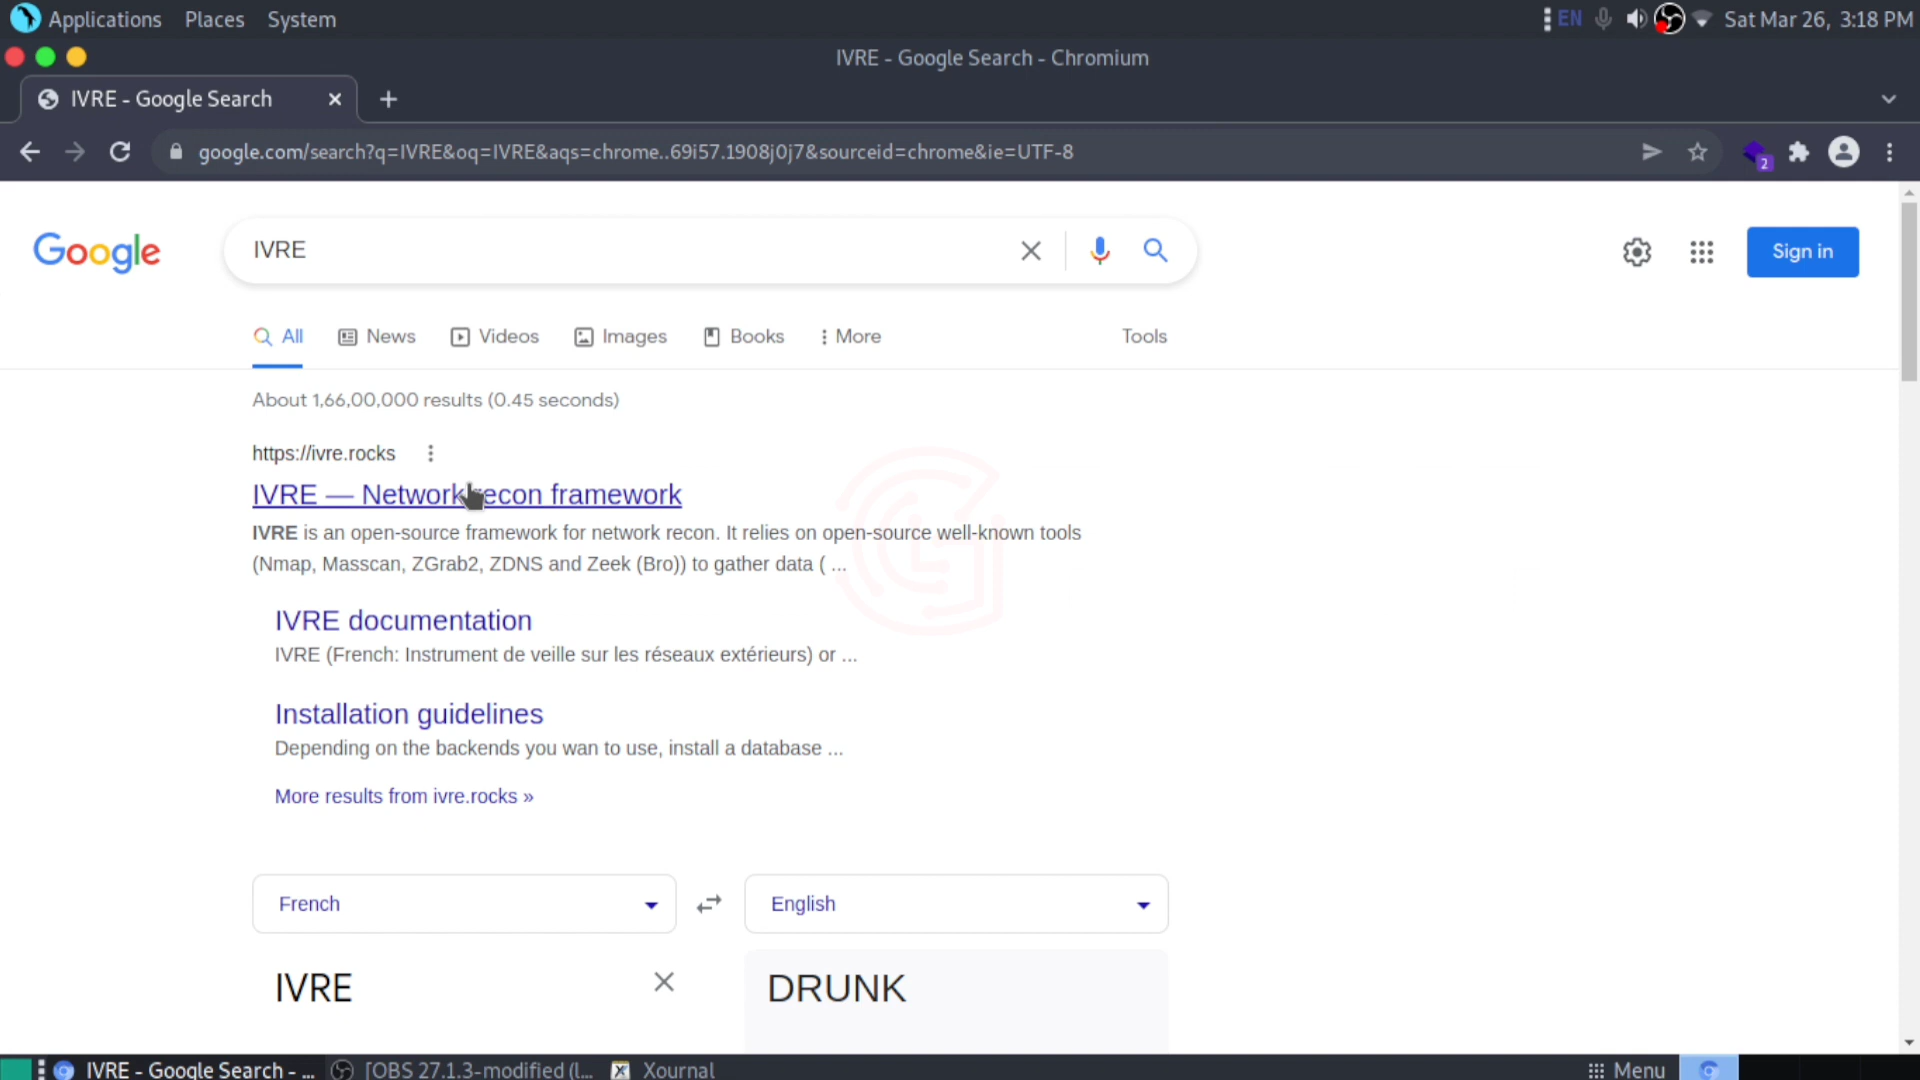 Applications Places System
EN Sat Mar 26, 3:18 PM
IVRE - Google Search - Chromium
IVRE - Google Search
google.com/search?q=IVRE&oq=IVRE&aqs=chrome..69i57.1908j0j7&sourceid=chrome&ie=UTF-8
2
Google
IVRE
Sign in
All News Videos Images Books More Tools
About 1,66,00,000 results (0.45 seconds)
https://ivre.rocks
IVRE — Network recon framework
IVRE is an open-source framework for network recon. It relies on open-source well-known tools
(Nmap, Masscan, ZGrab2, ZDNS and Zeek (Bro)) to gather data ( ...
IVRE documentation
IVRE (French: Instrument de veille sur les réseaux extérieurs) or ...
Installation guidelines
Depending on the backends you wan to use, install a database ...
More results from ivre.rocks »
French English
IVRE DRUNK
IVRE - Google Search - ... [OBS 27.1.3-modified (l... Xournal Menu